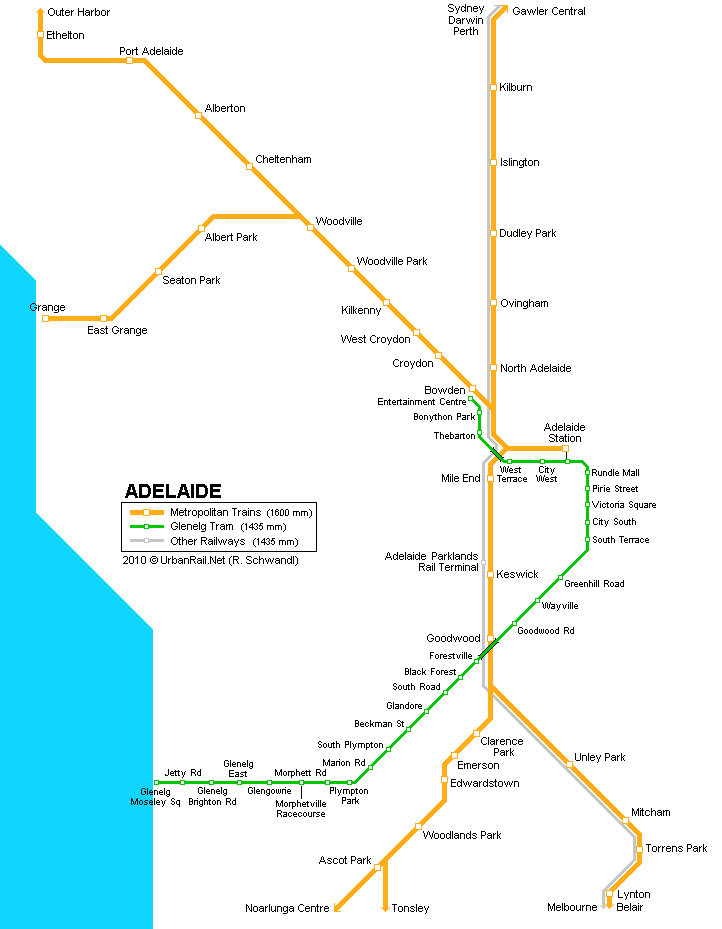 Outer Harbor
Ethelton
Port Adelaide
Alberton
Cheltenham
Woodville
Albert Park
Seaton Park
Grange
East Grange
Woodville Park
Kilkenny
West Croydon
Croydon
Bowden
Sydney
Darwin
Perth
Gawler Central
Kilburn
Islington
Dudley Park
Ovingham
North Adelaide
Entertainment Centre
Bonython Park
Thebarton
Adelaide
Station
West
Terrace
City
West
Mile End
Rundle Mall
Pirie Street
Victoria Square
City South
South Terrace
ADELAIDE
Metropolitan Trains (1600 mm)
Glenelg Tram (1435 mm)
Other Railways (1435 mm)
2010 © UrbanRail.Net (R. Schwandl)
Adelaide Parklands
Rail Terminal
Keswick
Greenhill Road
Wayville
Goodwood Rd
Goodwood
Forestville
Black Forest
South Road
Glandore
Beckman St
South Plympton
Marion Rd
Plympton
Park
Morphett Rd
Morphetville
Racecourse
Glengowrie
Glenelg
East
Glenelg
Brighton Rd
Jetty Rd
Glenelg
Moseley Sq
Clarence
Park
Emerson
Edwardstown
Woodlands Park
Ascot Park
Noarlunga Centre
Tonsley
Unley Park
Mitcham
Torrens Park
Lynton
Melbourne
Belair